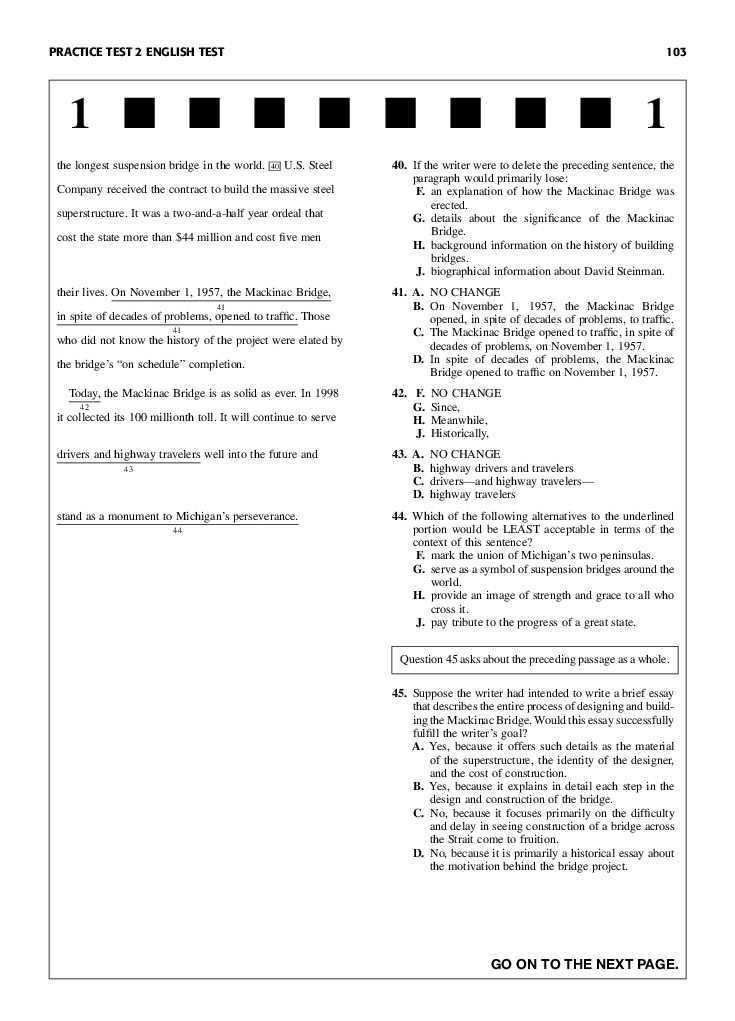 PRACTICE TEST 2 ENGLISH TEST 103
1 1
the longest suspension bridge in the world. 40 U.S. Steel
Company received the contract to build the massive steel
superstructure. It was a two-and-a-half year ordeal that
cost the state more than $44 million and cost five men
their lives. On November 1, 1957, the Mackinac Bridge,
41
in spite of decades of problems, opened to traffic. Those
41
who did not know the history of the project were elated by
the bridge's “on schedule” completion.
Today, the Mackinac Bridge is as solid as ever. In 1998
42
it collected its 100 millionth toll. It will continue to serve
drivers and highway travelers well into the future and
43
stand as a monument to Michigan's perseverance.
44
40. If the writer were to delete the preceding sentence, the
paragraph would primarily lose:
F. an explanation of how the Mackinac Bridge was
erected.
G. details about the significance of the Mackinac
Bridge.
H. background information on the history of building
bridges.
J. biographical information about David Steinman.
41. A. NO CHANGE
B. On November 1, 1957, the Mackinac Bridge
opened, in spite of decades of problems, to traffic.
C. The Mackinac Bridge opened to traffic, in spite of
decades of problems, on November 1, 1957.
D. In spite of decades of problems, the Mackinac
Bridge opened to traffic on November 1, 1957.
42. F. NO CHANGE
G. Since,
H. Meanwhile,
J. Historically,
43. A. NO CHANGE
B. highway drivers and travelers
C. drivers—and highway travelers—
D. highway travelers
44. Which of the following alternatives to the underlined
portion would be LEAST acceptable in terms of the
context of this sentence?
F. mark the union of Michigan's two peninsulas.
G. serve as a symbol of suspension bridges around the
world.
H. provide an image of strength and grace to all who
cross it.
J. pay tribute to the progress of a great state.
Question 45 asks about the preceding passage as a whole.
45. Suppose the writer had intended to write a brief essay
that describes the entire process of designing and build-
ing the Mackinac Bridge. Would this essay successfully
fulfill the writer's goal?
A. Yes, because it offers such details as the material
of the superstructure, the identity of the designer,
and the cost of construction.
B. Yes, because it explains in detail each step in the
design and construction of the bridge.
C. No, because it focuses primarily on the difficulty
and delay in seeing construction of a bridge across
the Strait come to fruition.
D. No, because it is primarily a historical essay about
the motivation behind the bridge project.
GO ON TO THE NEXT PAGE.